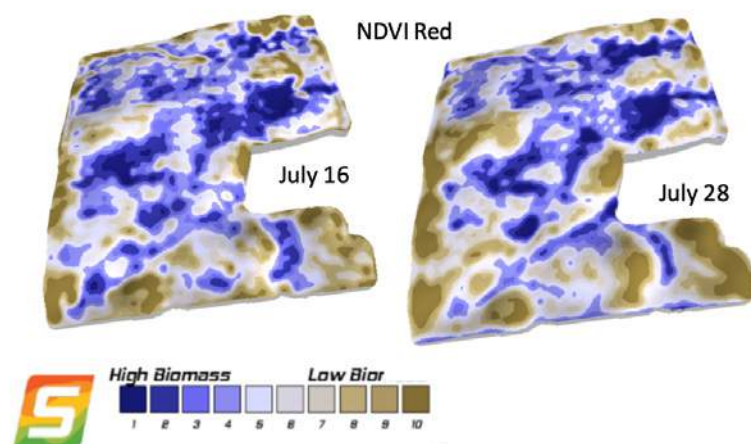 NDVI Red
July 16
July 28
S
High Biomass Low Bior
1 2 3 4 5 6 7 8 9 10